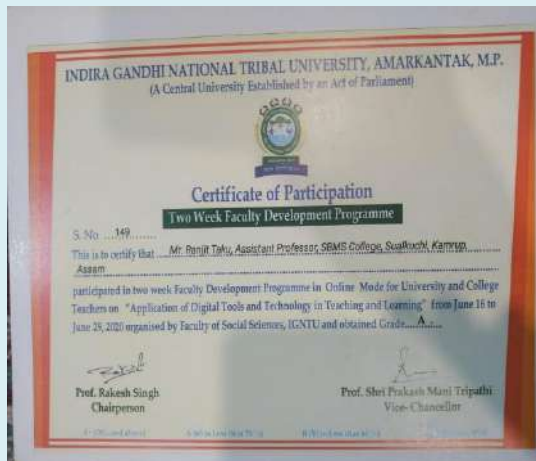 INDIRA GANDHI NATIONAL TRIBAL UNIVERSITY, AMARKANTAK, M.P.
(A Central University Established by an Act of Parliament)
Certificate of Participation
Two Week Faculty Development Programme
S. No ....149........
This is to certify that Mr. Ranjit Taku, Assistant Professor, SBMS College, Sualkuchi, Kamrup,
Assam
participated in two week Faculty Development Programme in Online Mode for University and College
Teachers on "Application of Digital Tools and Technology in Teaching and Learning" from June 16 to
June 29, 2020 organised by Faculty of Social Sciences, IGNTU and obtained Grade....A....
Prof. Rakesh Singh
Chairperson
Prof. Shri Prakash Mani Tripathi
Vice- Chancellor